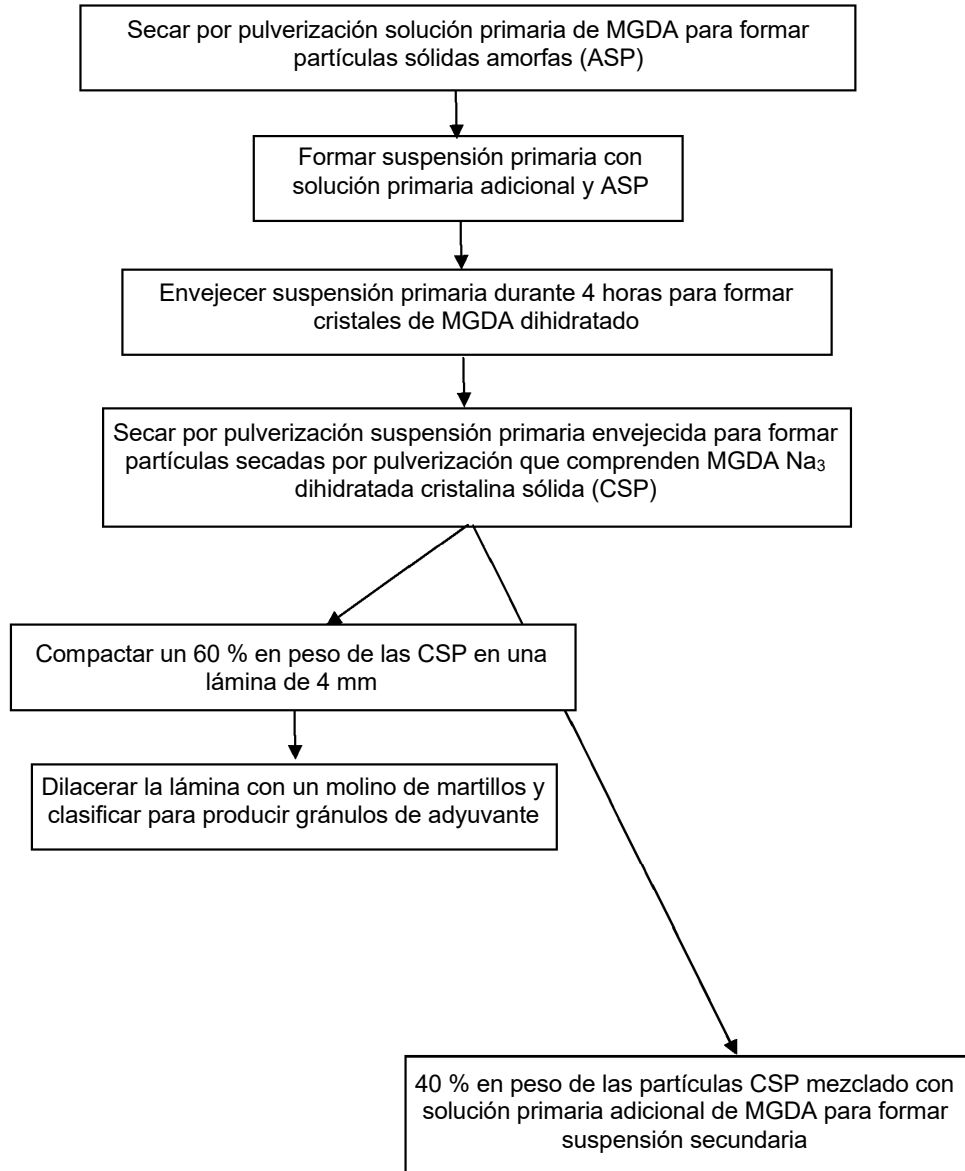 Secar por pulverización solución primaria de MGDA para formar
partículas sólidas amorfas (ASP)
Formar suspensión primaria con
solución primaria adicional y ASP
Envejecer suspensión primaria durante 4 horas para formar
cristales de MGDA dihidratado
Secar por pulverización suspensión primaria envejecida para formar
partículas secadas por pulverización que comprenden MGDA Na₃
dihidratada cristalina sólida (CSP)
Compactar un 60 % en peso de las CSP en una
lámina de 4 mm
Dilacerar la lámina con un molino de martillos y
clasificar para producir gránulos de adyuvante
40 % en peso de las partículas CSP mezclado con
solución primaria adicional de MGDA para formar
suspensión secundaria